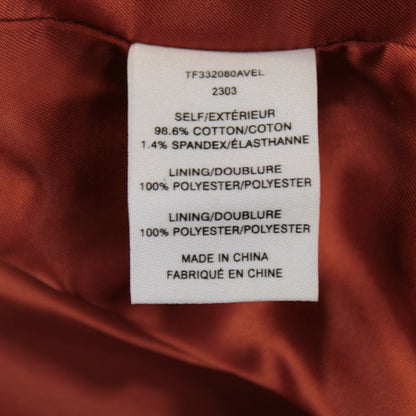 TF332080AVEL
2303
SELF/EXTÉRIEUR
98.6% COTTON/COTON
1.4% SPANDEX/ÉLASTHANNE
LINING/DOUBLURE
100% POLYESTER/POLYESTER
LINING/DOUBLURE
100% POLYESTER/POLYESTER
MADE IN CHINA
FABRIQUÉ EN CHINE